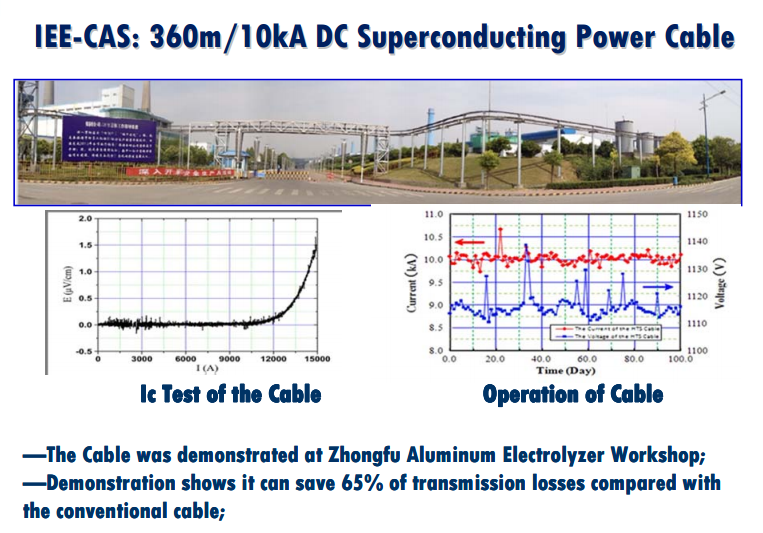 IEE-CAS: 360m/10kA DC Superconducting Power Cable
深入开
2.0
1.5
1.0
0.5
0.0
-0.5
E (μV/cm)
0 3000 6000 9000 12000 15000
I (A)
11.0
10.5
10.0
9.5
9.0
8.5
8.0
Current (kA)
1150
1140
1130
1120
1110
1100
Voltage (V)
The Current of the HTS Cable
The Voltage of the HTS Cable
0.0 20.0 40.0 60.0 80.0 100.0
Time (Day)
Ic Test of the Cable
Operation of Cable
—The Cable was demonstrated at Zhongfu Aluminum Electrolyzer Workshop;
—Demonstration shows it can save 65% of transmission losses compared with
the conventional cable;